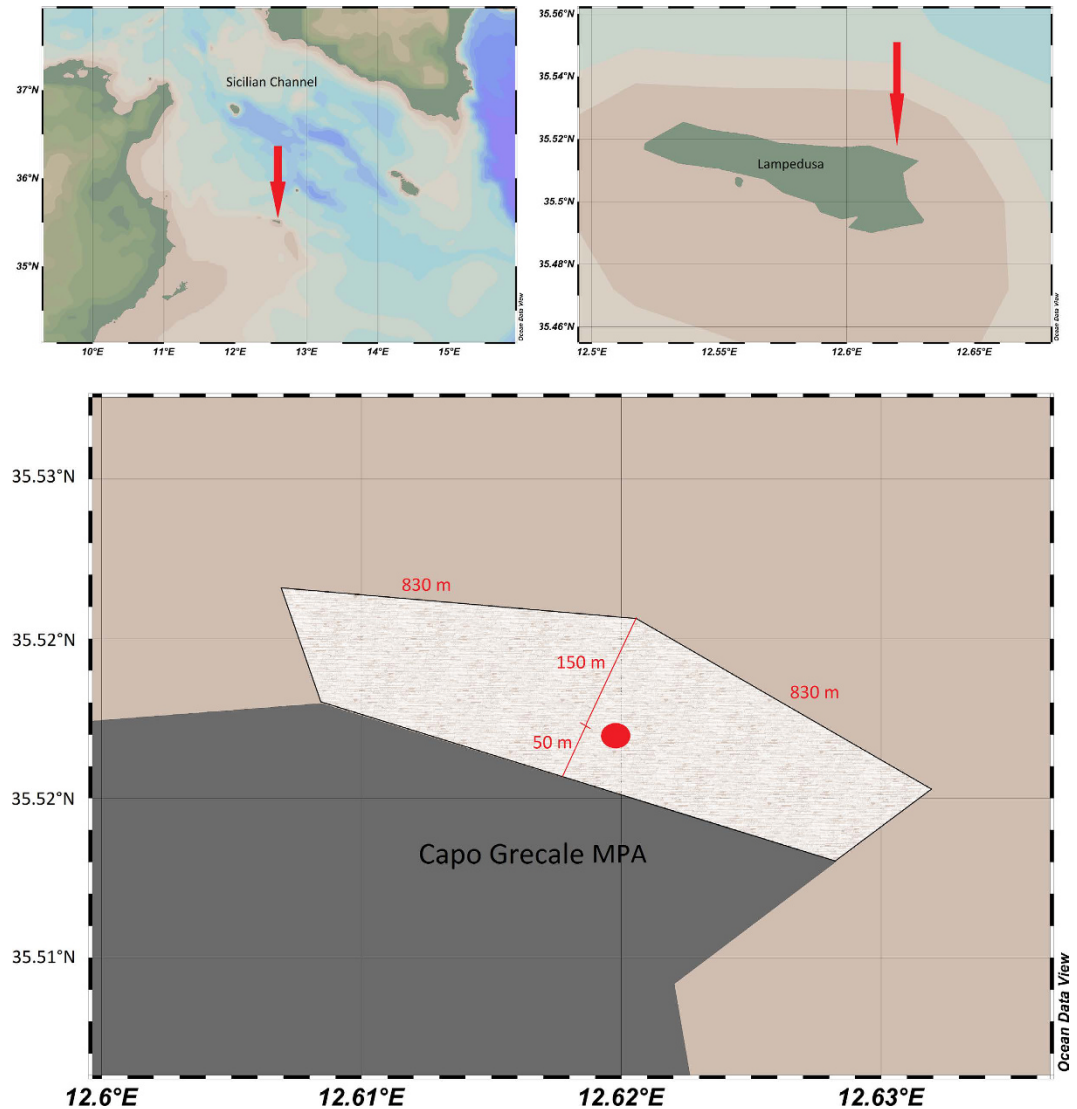 Sicilian Channel
37°N
36°N
35°N
10°E 11°E 12°E 13°E 14°E 15°E
Ocean Data View
35.56°N
35.54°N
35.52°N
35.5°N
35.48°N
35.46°N
Lampedusa
12.5°E 12.55°E 12.6°E 12.65°E
Ocean Data View
35.53°N
35.52°N
35.52°N
35.51°N
830 m
150 m
830 m
50 m
Capo Grecale MPA
12.6°E 12.61°E 12.62°E 12.63°E
Ocean Data View